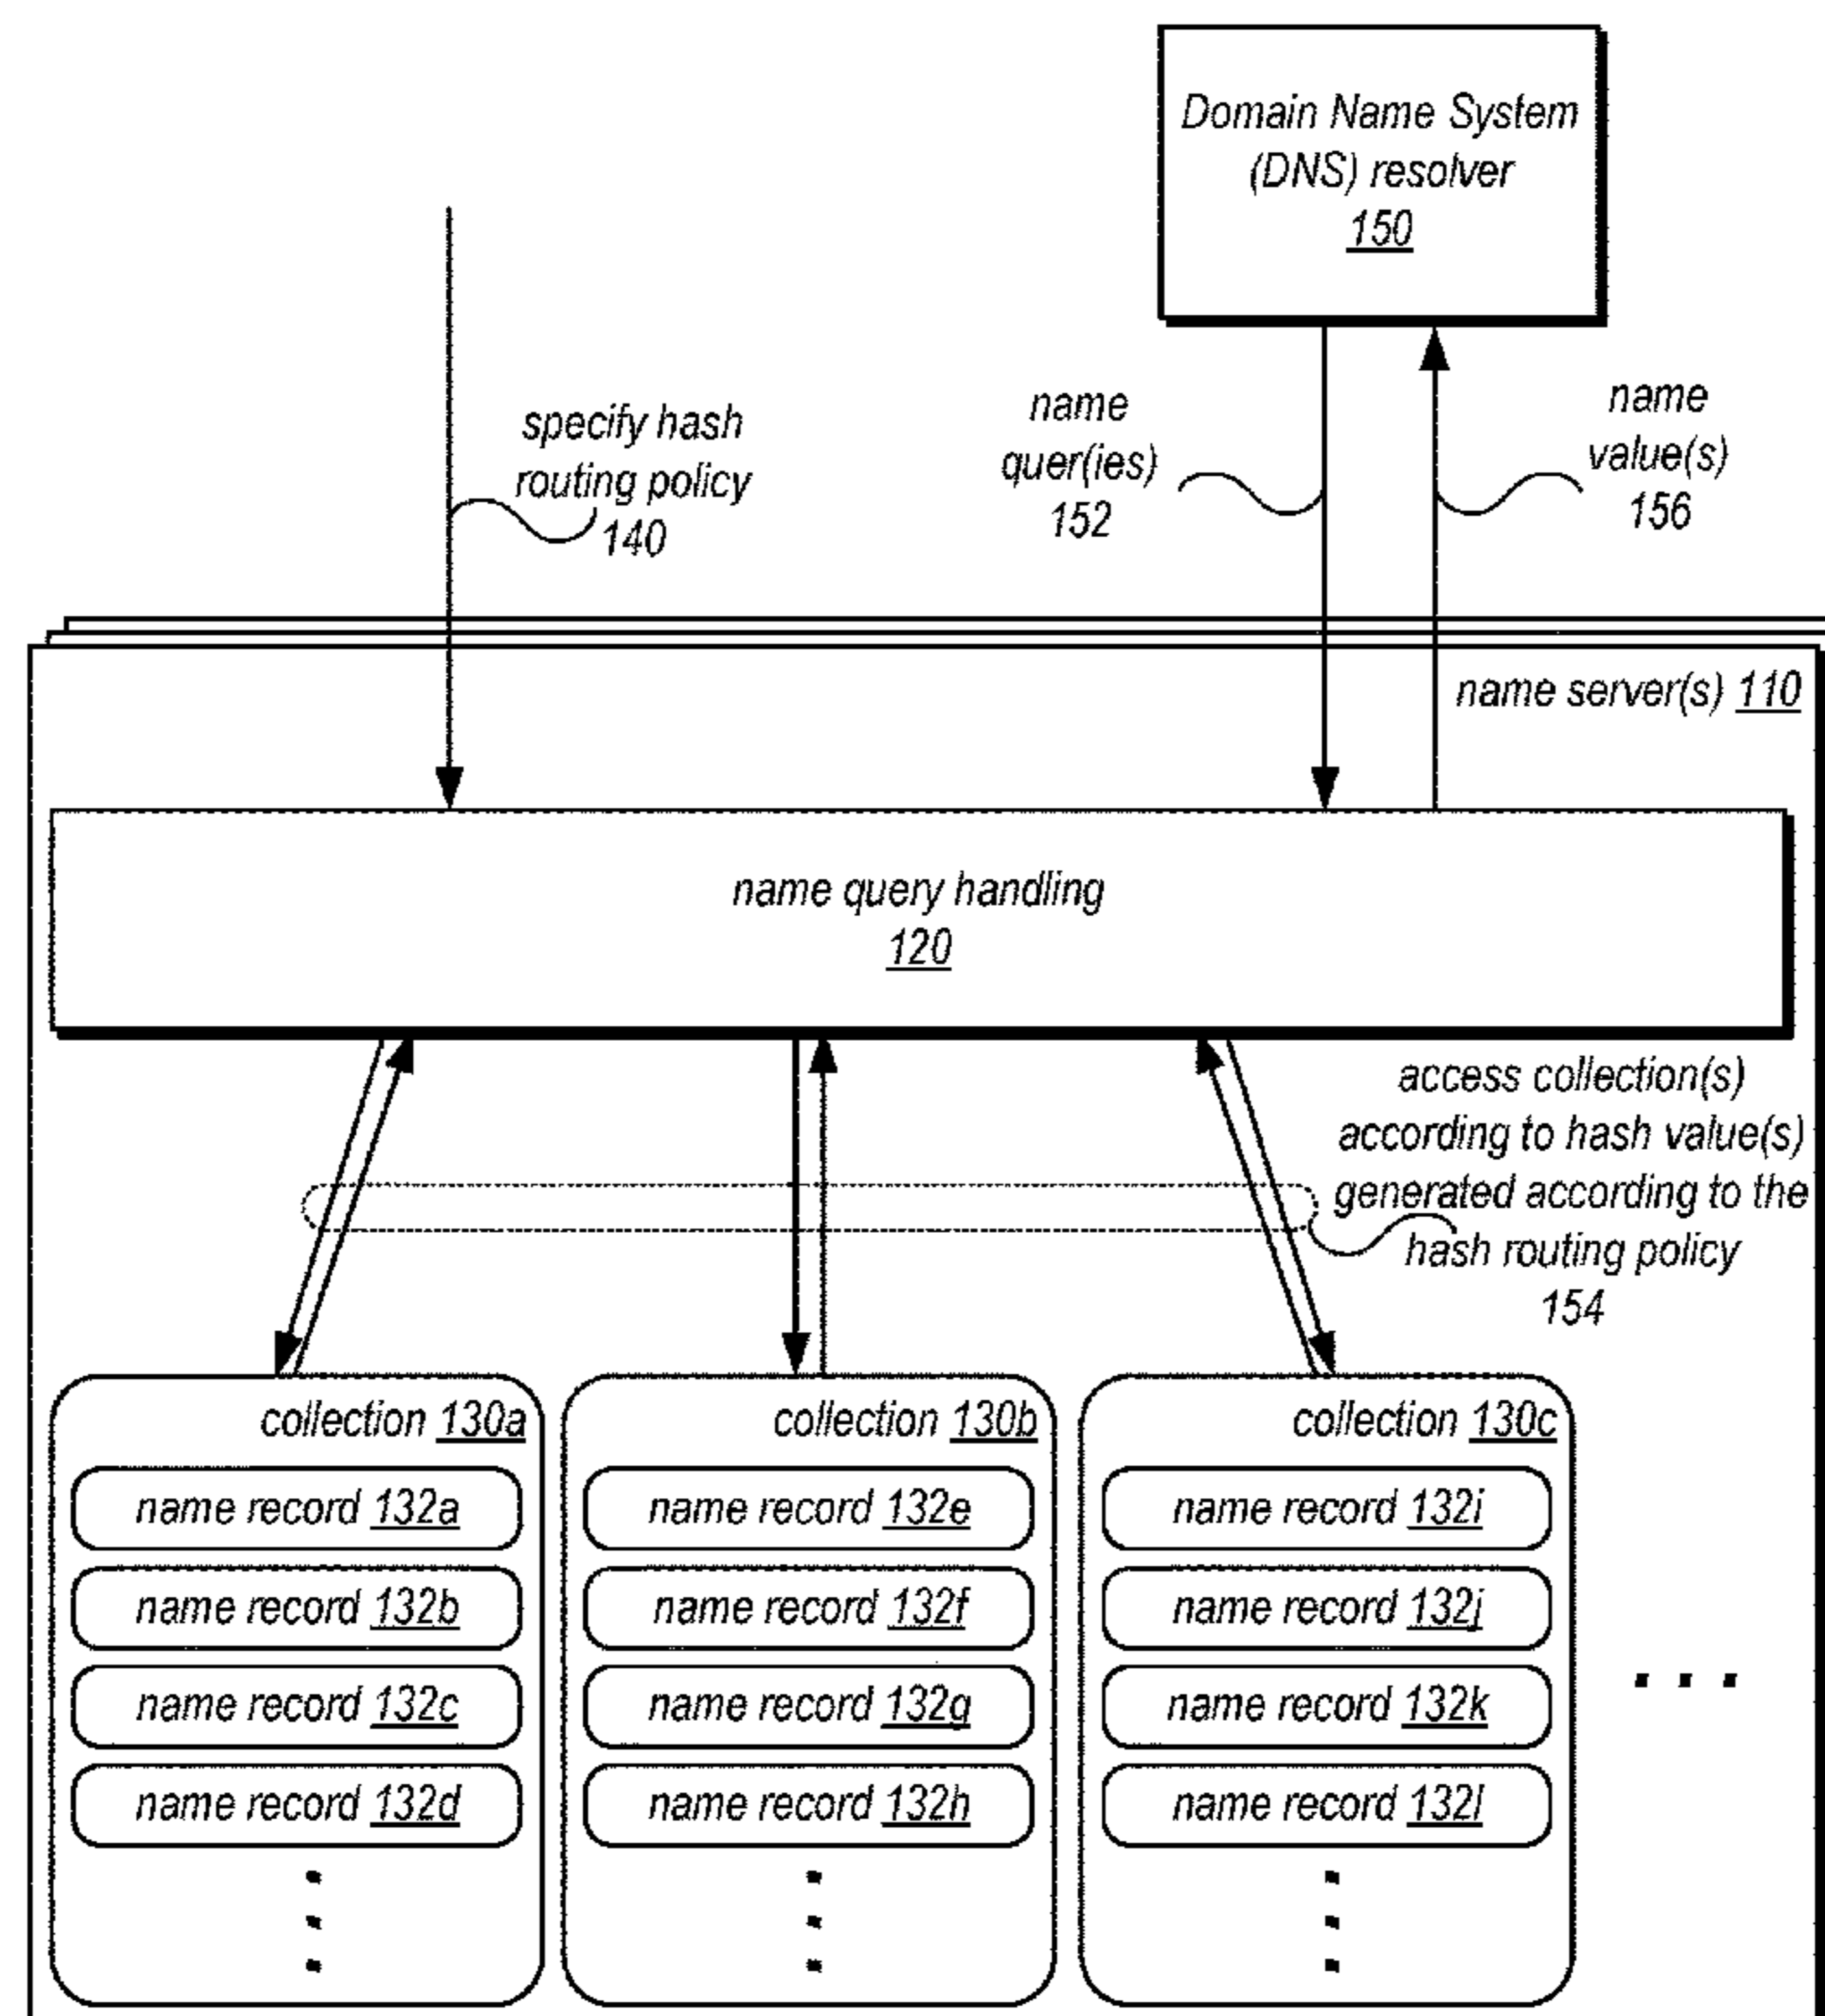 Domain Name System
(DNS) resolver
150
specify hash
routing policy
140
name
quer(ies)
152
name
value(s)
156
name server(s) 110
name query handling
120
access collection(s)
according to hash value(s)
generated according to the
hash routing policy
154
collection 130a
name record 132a
name record 132b
name record 132c
name record 132d
collection 130b
name record 132e
name record 132f
name record 132g
name record 132h
collection 130c
name record 132i
name record 132j
name record 132k
name record 132l